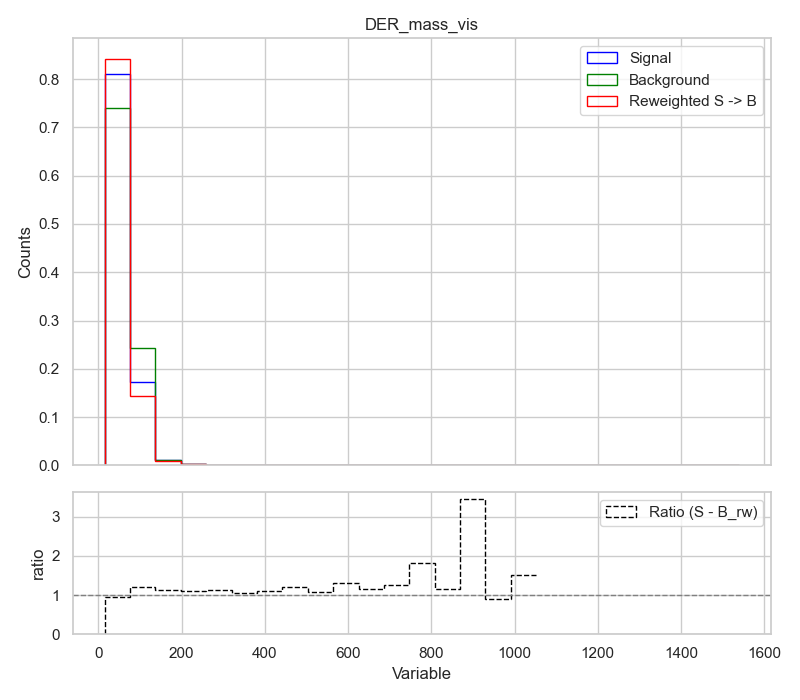 DER_mass_vis
Signal
Background
Reweighted S -> B
Counts
0.8
0.7
0.6
0.5
0.4
0.3
0.2
0.1
0.0
Ratio (S - B_rw)
ratio
3
2
1
0
0 200 400 600 800 1000 1200 1400 1600
Variable